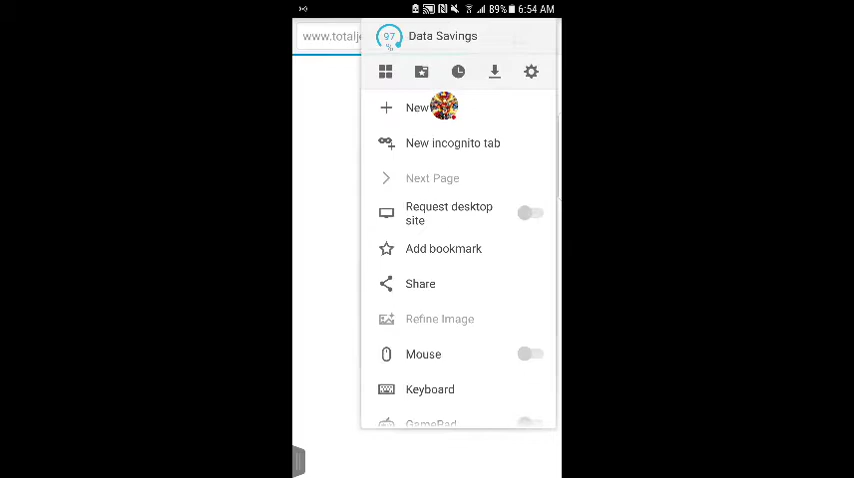 89% 6:54 AM
www.totalje
97 Data Savings
%
New
New incognito tab
Next Page
Request desktop
site
Add bookmark
Share
Refine Image
Mouse
Keyboard
GamePad